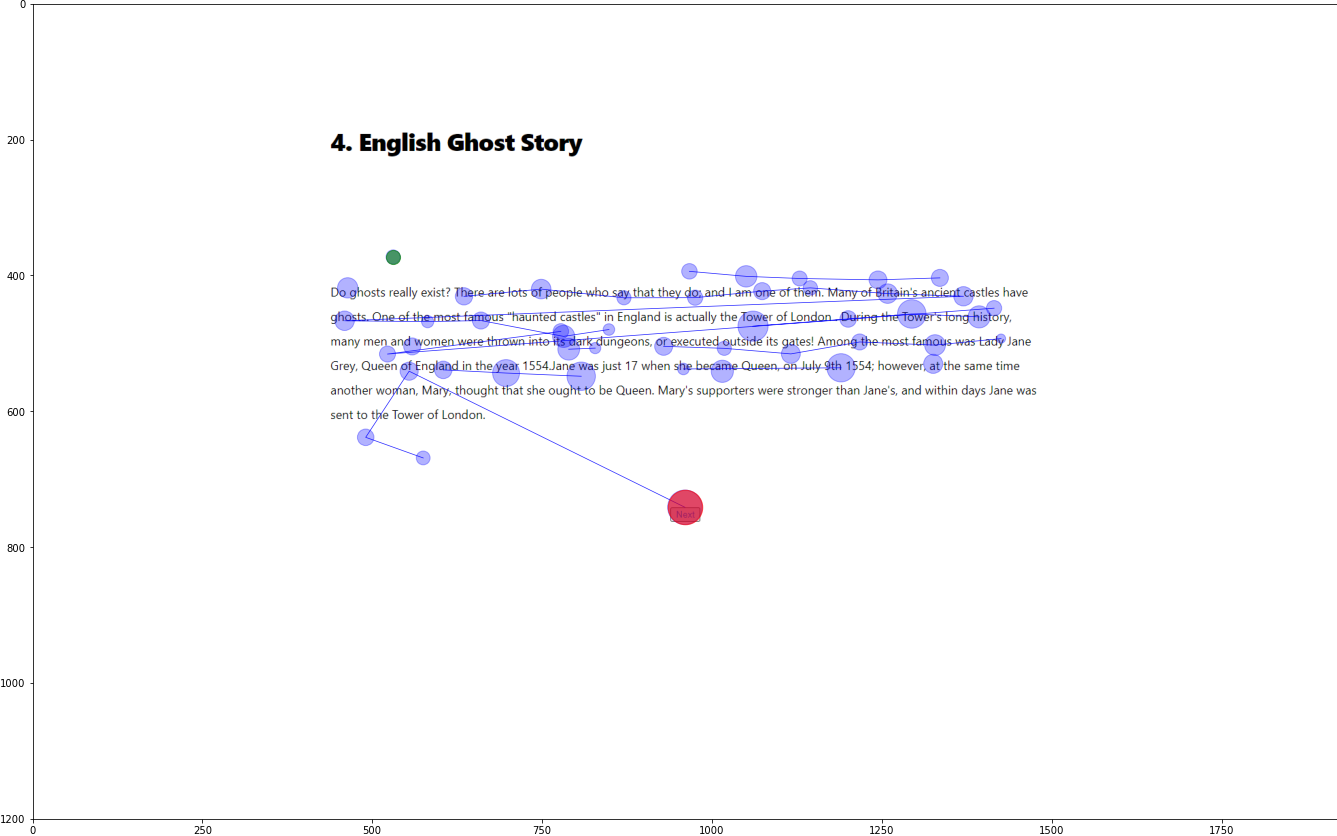 4. English Ghost Story
Do ghosts really exist? There are lots of people who say that they do, and I am one of them. Many of Britain's ancient castles have
ghosts. One of the most famous "haunted castles" in England is actually the Tower of London. During the Tower's long history,
many men and women were thrown into its dark dungeons, or executed outside its gates! Among the most famous was Lady Jane
Grey, Queen of England in the year 1554.Jane was just 17 when she became Queen, on July 9th 1554; however, at the same time
another woman, Mary, thought that she ought to be Queen. Mary's supporters were stronger than Jane's, and within days Jane was
sent to the Tower of London.
Next
0
200
400
600
800
1000
1200
0 250 500 750 1000 1250 1500 1750